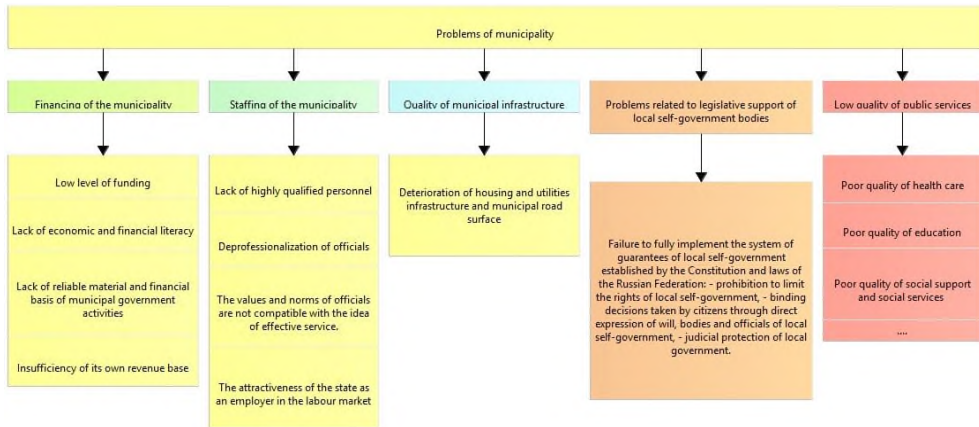 Problems of municipality
Financing of the municipality
Staffing of the municipality
Quality of municipal infrastructure
Problems related to legislative support of
local self-government bodies
Low quality of public services
Low level of funding
Lack of economic and financial literacy
Lack of reliable material and financial
basis of municipal government
activities
Insufficiency of its own revenue base
Lack of highly qualified personnel
Deprofessionalization of officials
The values and norms of officials
are not compatible with the idea
of effective service.
The attractiveness of the state as
an employer in the labour market
Deterioration of housing and utilities
infrastructure and municipal road
surface
Failure to fully implement the system of
guarantees of local self-government
established by the Constitution and laws of
the Russian Federation: - prohibition to limit
the rights of local self-government, - binding
decisions taken by citizens through direct
expression of will, bodies and officials of local
self-government, - judicial protection of local
government.
Poor quality of health care
Poor quality of education
Poor quality of social support
and social services
....